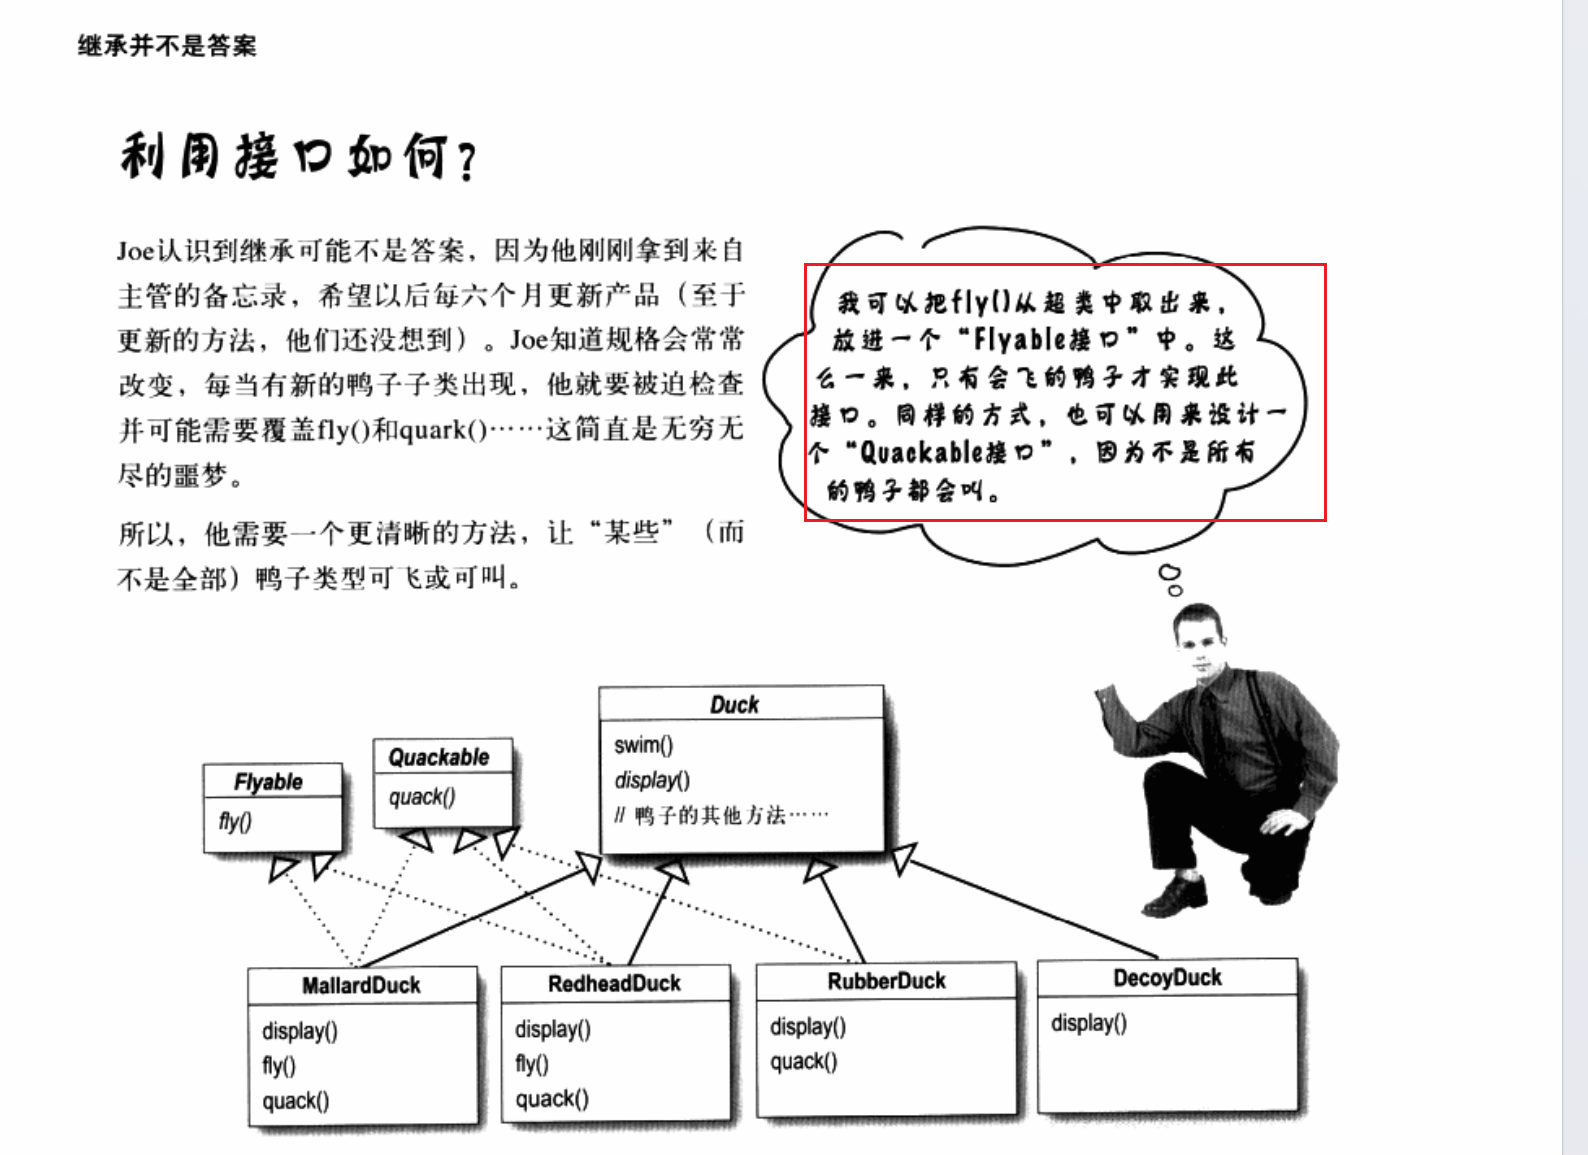 继承并不是答案
利用接口如何?
Joe认识到继承可能不是答案，因为他刚刚拿到来自
主管的备忘录，希望以后每六个月更新产品（至于
更新的方法，他们还没想到）。Joe知道规格会常常
改变，每当有新的鸭子子类出现，他就要被迫检查
并可能需要覆盖fly()和quark()……这简直是无穷无
尽的噩梦。
所以，他需要一个更清晰的方法，让“某些”（而
不是全部）鸭子类型可飞或可叫。
我可以把fly()从超类中取出来，
放进一个“Flyable接口”中。这
么一来，只有会飞的鸭子才实现此
接口。同样的方式，也可以用来设计一
个“Quackable接口”，因为不是所有
的鸭子都会叫。
Flyable
fly()
Quackable
quack()
Duck
swim()
display()
// 鸭子的其他方法……
MallardDuck
display()
fly()
quack()
RedheadDuck
display()
fly()
quack()
RubberDuck
display()
quack()
DecoyDuck
display()